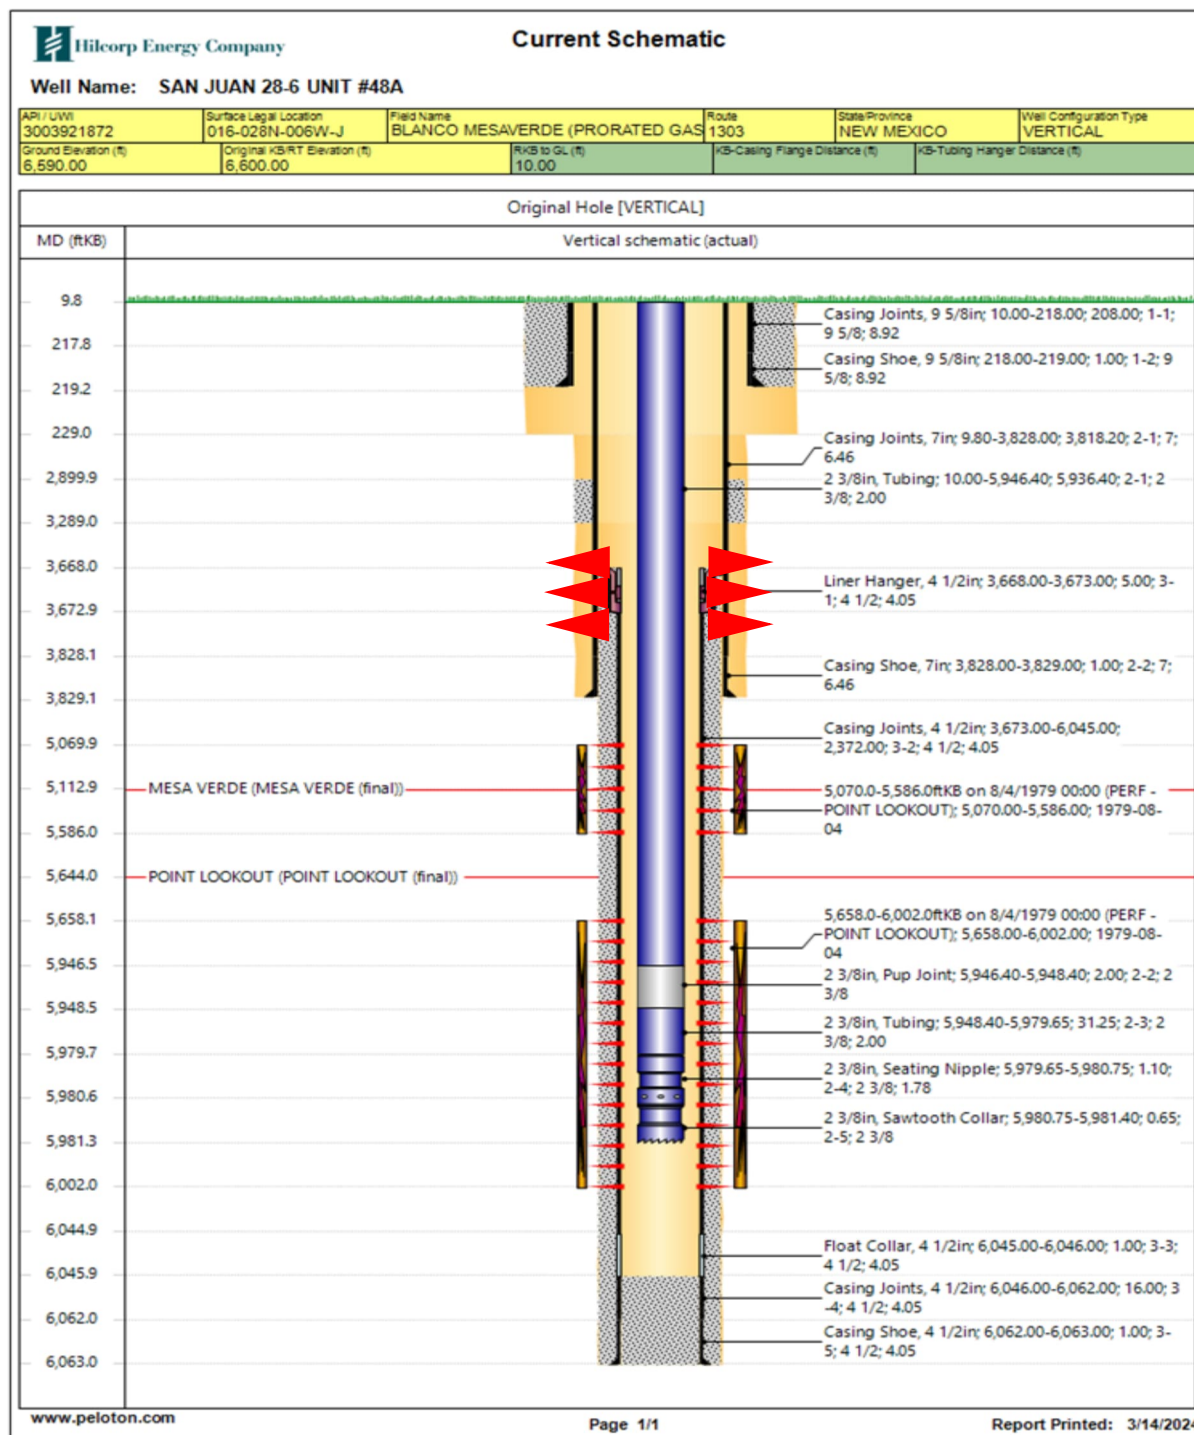 Hilcorp Energy Company
Current Schematic
Well Name: SAN JUAN 28-6 UNIT #48A
API / UWI
3003921872
Surface Legal Location
016-028N-006W-J
Field Name
BLANCO MESAVERDE (PRORATED GAS
Route
1303
State/Province
NEW MEXICO
Well Configuration Type
VERTICAL
Ground Elevation (ft)
6,590.00
Original KB/RT Elevation (ft)
6,600.00
RKB to GL (ft)
10.00
KB-Casing Flange Distance (ft)
KB-Tubing Hanger Distance (ft)
Original Hole [VERTICAL]
MD (ftKB)
Vertical schematic (actual)
9.8
Casing Joints, 9 5/8in; 10.00-218.00; 208.00; 1-1;
9 5/8; 8.92
217.8
Casing Shoe, 9 5/8in; 218.00-219.00; 1.00; 1-2; 9
5/8; 8.92
219.2
229.0
Casing Joints, 7in; 9.80-3,828.00; 3,818.20; 2-1; 7;
6.46
2,899.9
2 3/8in, Tubing; 10.00-5,946.40; 5,936.40; 2-1; 2
3/8; 2.00
3,289.0
3,668.0
Liner Hanger, 4 1/2in; 3,668.00-3,673.00; 5.00; 3-
1; 4 1/2; 4.05
3,672.9
3,828.1
Casing Shoe, 7in; 3,828.00-3,829.00; 1.00; 2-2; 7;
6.46
3,829.1
Casing Joints, 4 1/2in; 3,673.00-6,045.00;
2,372.00; 3-2; 4 1/2; 4.05
5,069.9
5,112.9
MESA VERDE (MESA VERDE (final))
5,070.0-5,586.0ftKB on 8/4/1979 00:00 (PERF -
POINT LOOKOUT); 5,070.00-5,586.00; 1979-08-
04
5,586.0
5,644.0
POINT LOOKOUT (POINT LOOKOUT (final))
5,658.1
5,658.0-6,002.0ftKB on 8/4/1979 00:00 (PERF -
POINT LOOKOUT); 5,658.00-6,002.00; 1979-08-
04
5,946.5
2 3/8in, Pup Joint; 5,946.40-5,948.40; 2.00; 2-2; 2
3/8
5,948.5
2 3/8in, Tubing; 5,948.40-5,979.65; 31.25; 2-3; 2
3/8; 2.00
5,979.7
2 3/8in, Seating Nipple; 5,979.65-5,980.75; 1.10;
2-4; 2 3/8; 1.78
5,980.6
2 3/8in, Sawtooth Collar; 5,980.75-5,981.40; 0.65;
2-5; 2 3/8
5,981.3
6,002.0
6,044.9
Float Collar, 4 1/2in; 6,045.00-6,046.00; 1.00; 3-3;
4 1/2; 4.05
6,045.9
Casing Joints, 4 1/2in; 6,046.00-6,062.00; 16.00; 3
-4; 4 1/2; 4.05
6,062.0
Casing Shoe, 4 1/2in; 6,062.00-6,063.00; 1.00; 3-
5; 4 1/2; 4.05
6,063.0
www.peloton.com
Page 1/1
Report Printed: 3/14/2024